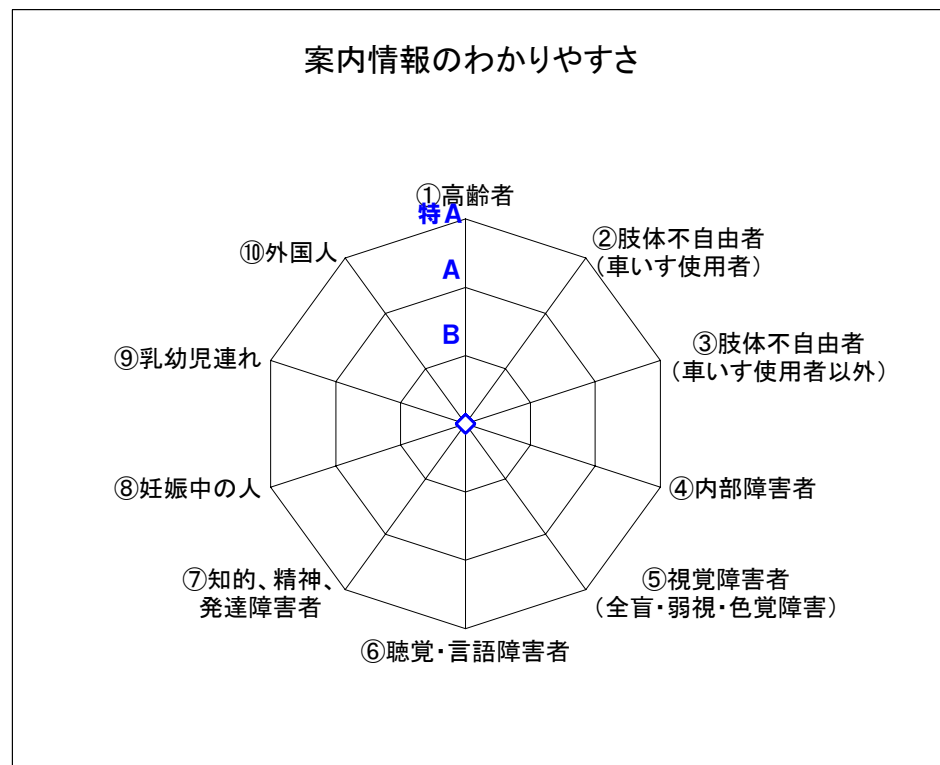 案内情報のわかりやすさ
①高齢者
特A
A
B
②肢体不自由者
(車いす使用者)
③肢体不自由者
(車いす使用者以外)
④内部障害者
⑤視覚障害者
(全盲・弱視・色覚障害)
⑥聴覚・言語障害者
⑦知的、精神、
発達障害者
⑧妊娠中の人
⑨乳幼児連れ
⑩外国人